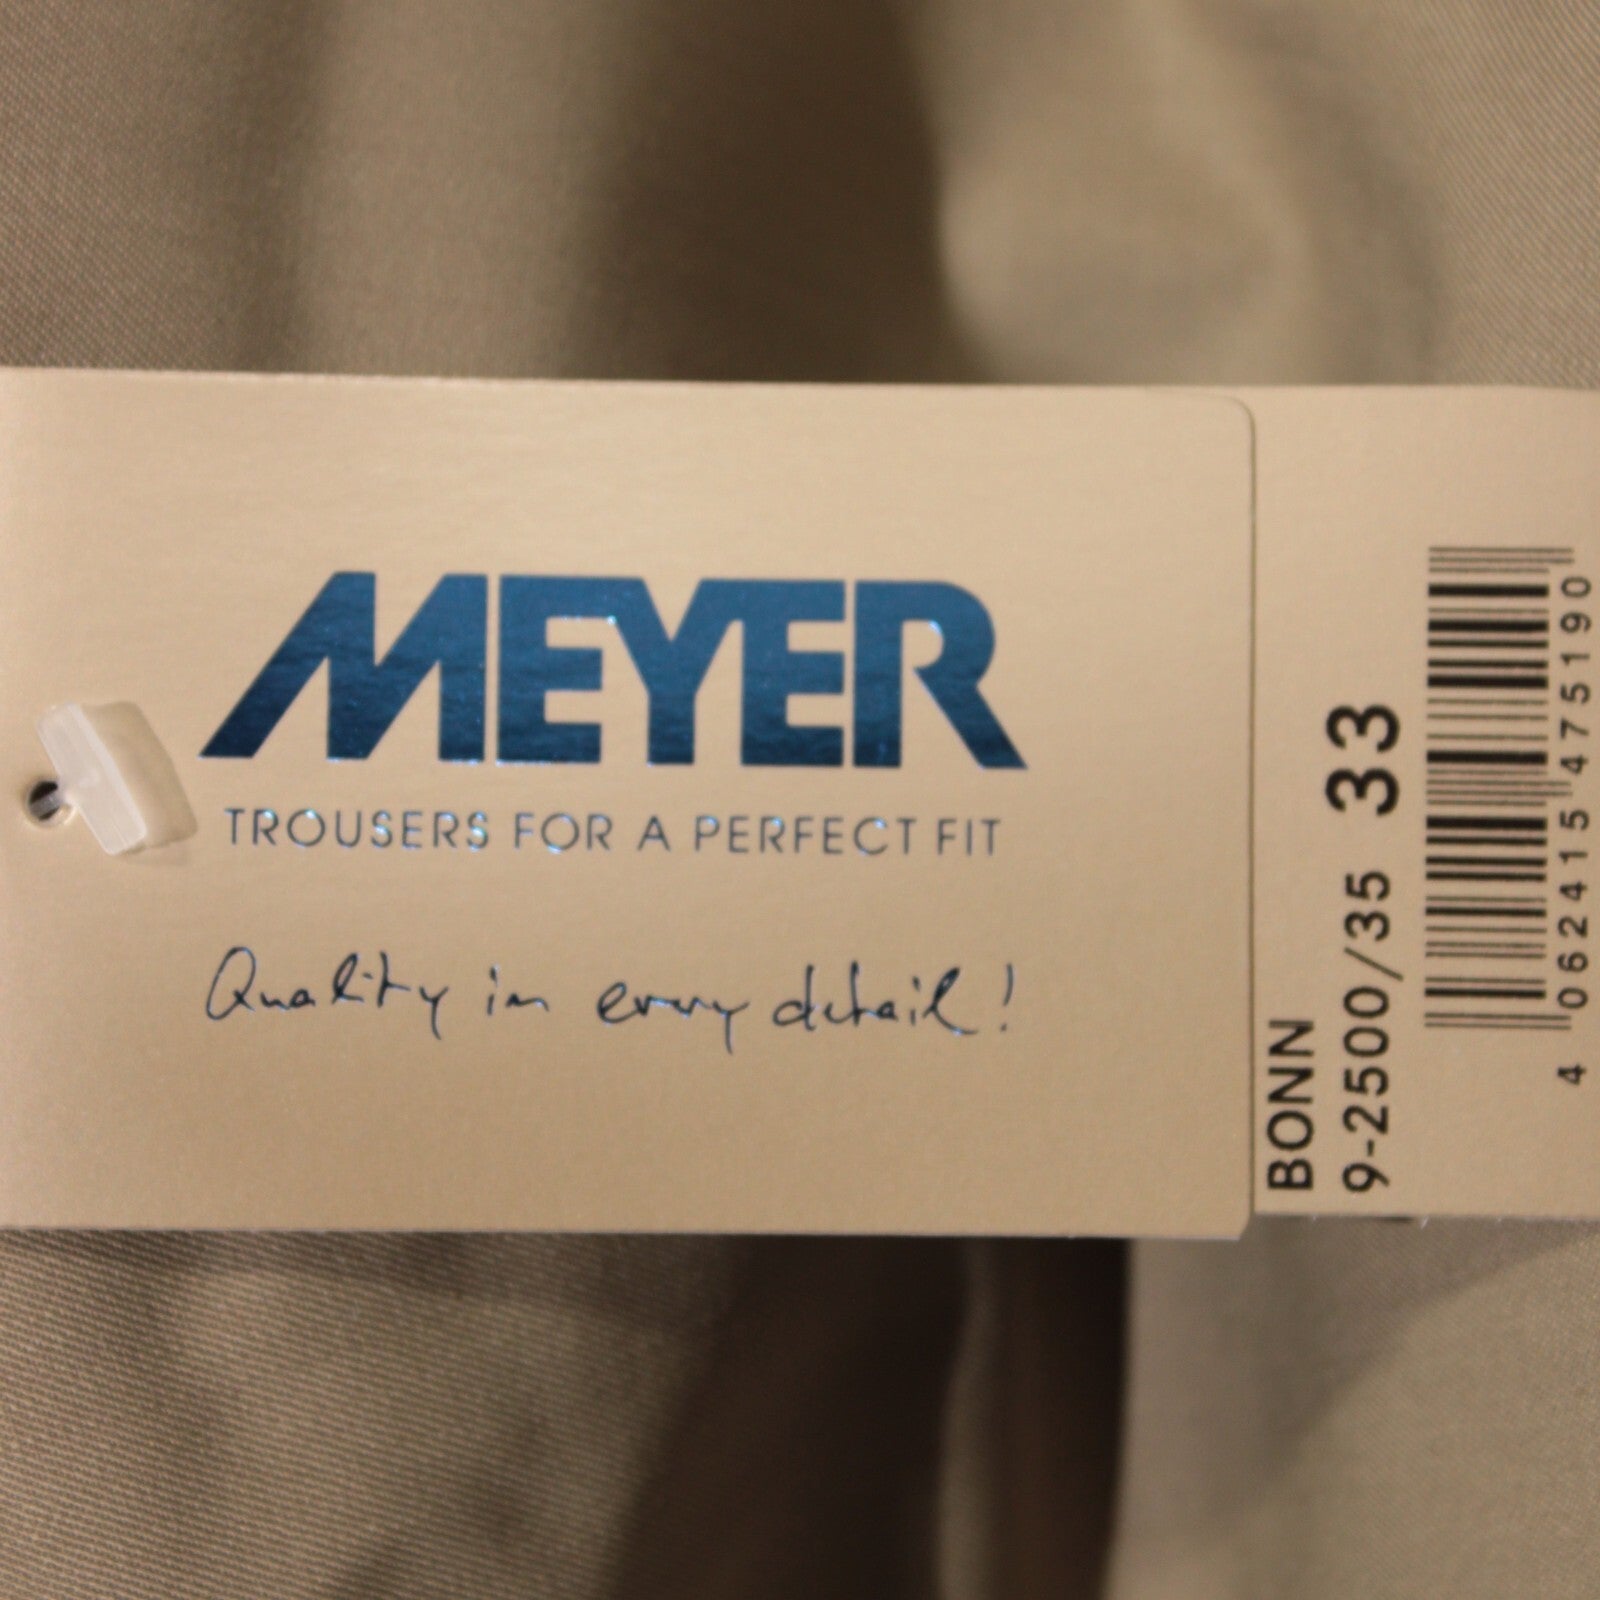 MEYER
TROUSERS FOR A PERFECT FIT
Quality in every detail!
BONN
9-2500/35 33
4 062415 475190